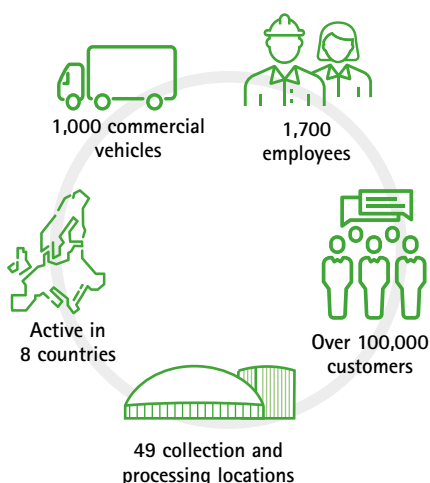 1,000 commercial
vehicles
1,700
employees
Active in
8 countries
Over 100,000
customers
49 collection and
processing locations